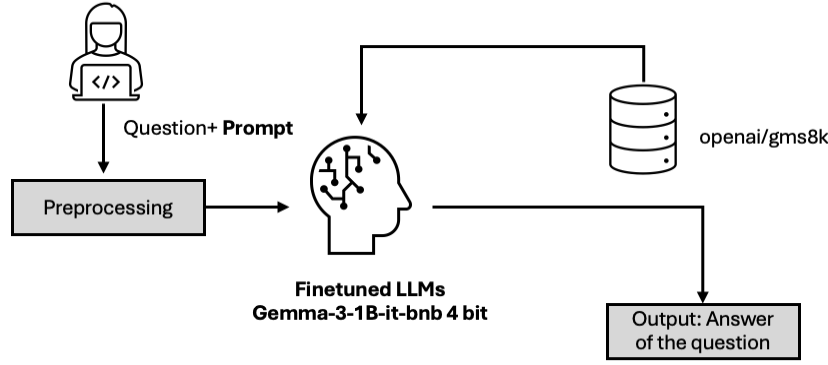 </>
Question+ Prompt
openai/gms8k
Preprocessing
Finetuned LLMs
Gemma-3-1B-it-bnb 4 bit
Output: Answer
of the question